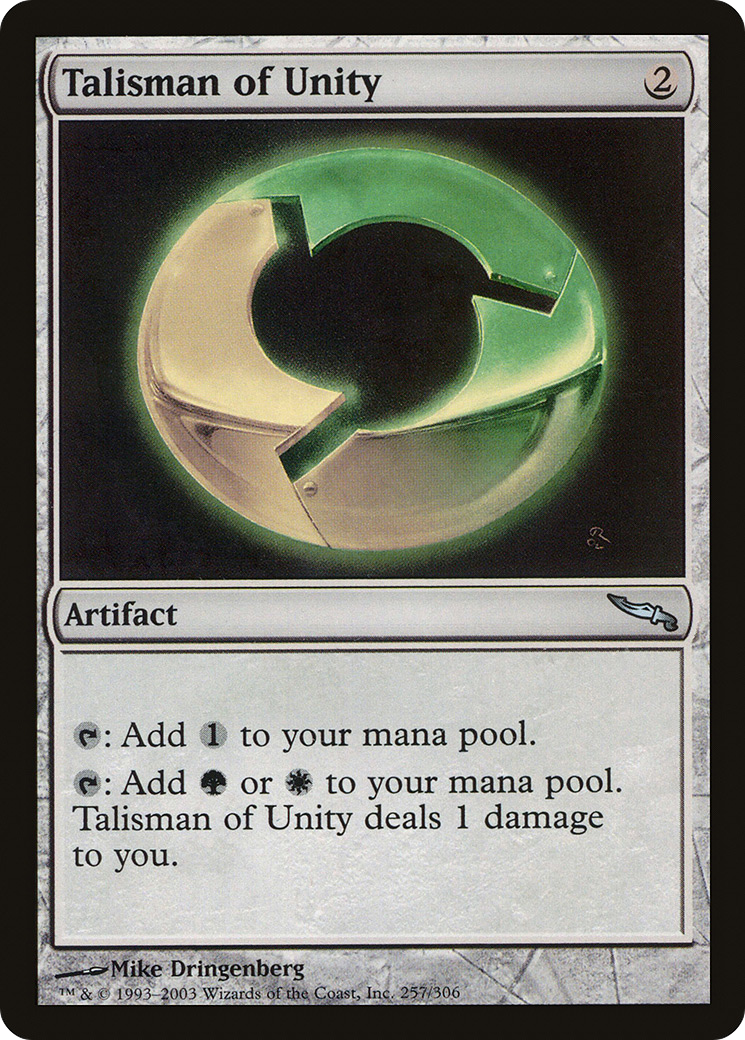 Talisman of Unity 2
Artifact
: Add 1 to your mana pool.
: Add or to your mana pool.
Talisman of Unity deals 1 damage
to you.
Mike Dringenberg
™ & © 1993–2003 Wizards of the Coast, Inc. 257/306